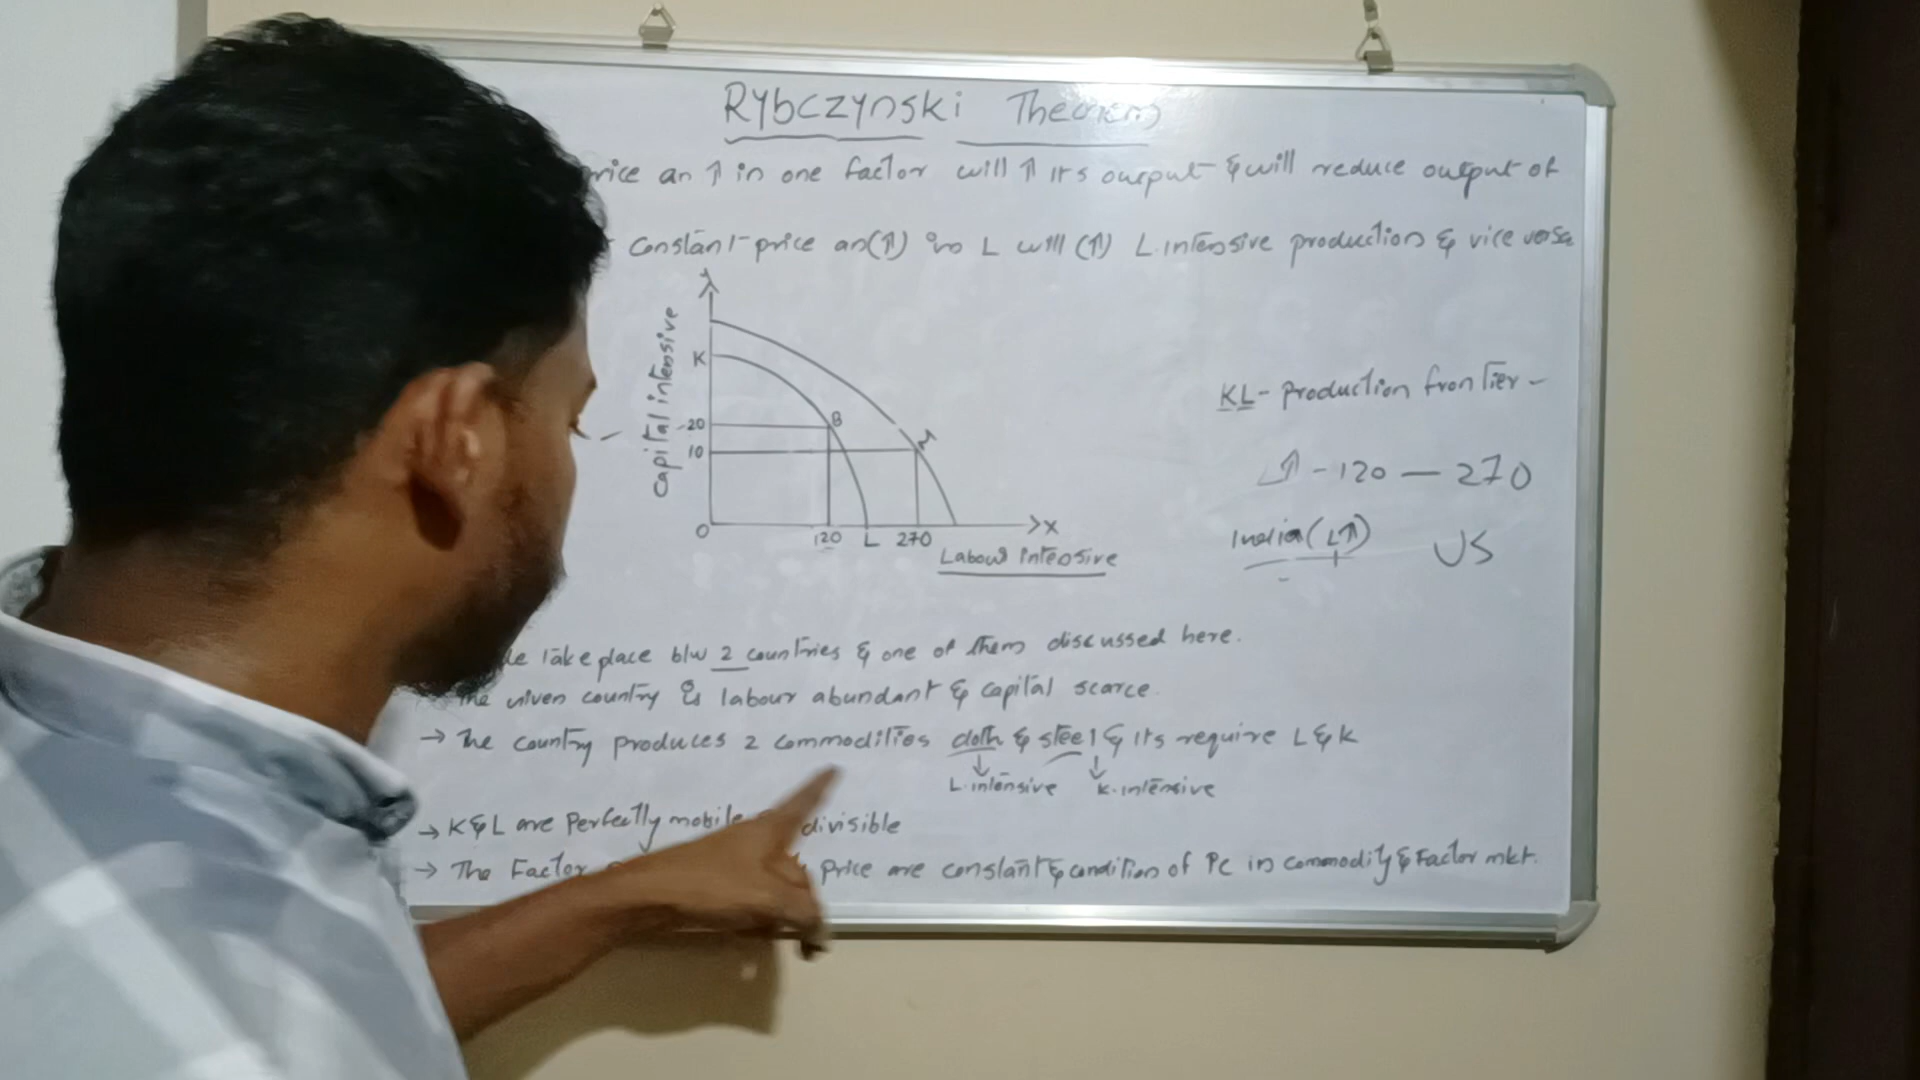 Rybczynski Theorem
an ↑ in one factor will ↑ its output & will reduce output of
constant price an(↑) in L will (↑) L.intensive production & vice versa
Y
Capital intensive
K
20
10
B
O
120 L 270
X
Labour intensive
KL- Production frontier -
L↑ - 120 — 270
India(L↑) US
take place b/w 2 countries & one of them discussed here.
The given country is labour abundant & capital scarce.
→ The country produces 2 commodities cloth & steel & its require L & K
↓ ↓
L.intensive K.intensive
→ K&L are Perfectly mobile divisible
→ The Factor price are constant & condition of PC in commodity & Factor mkt.